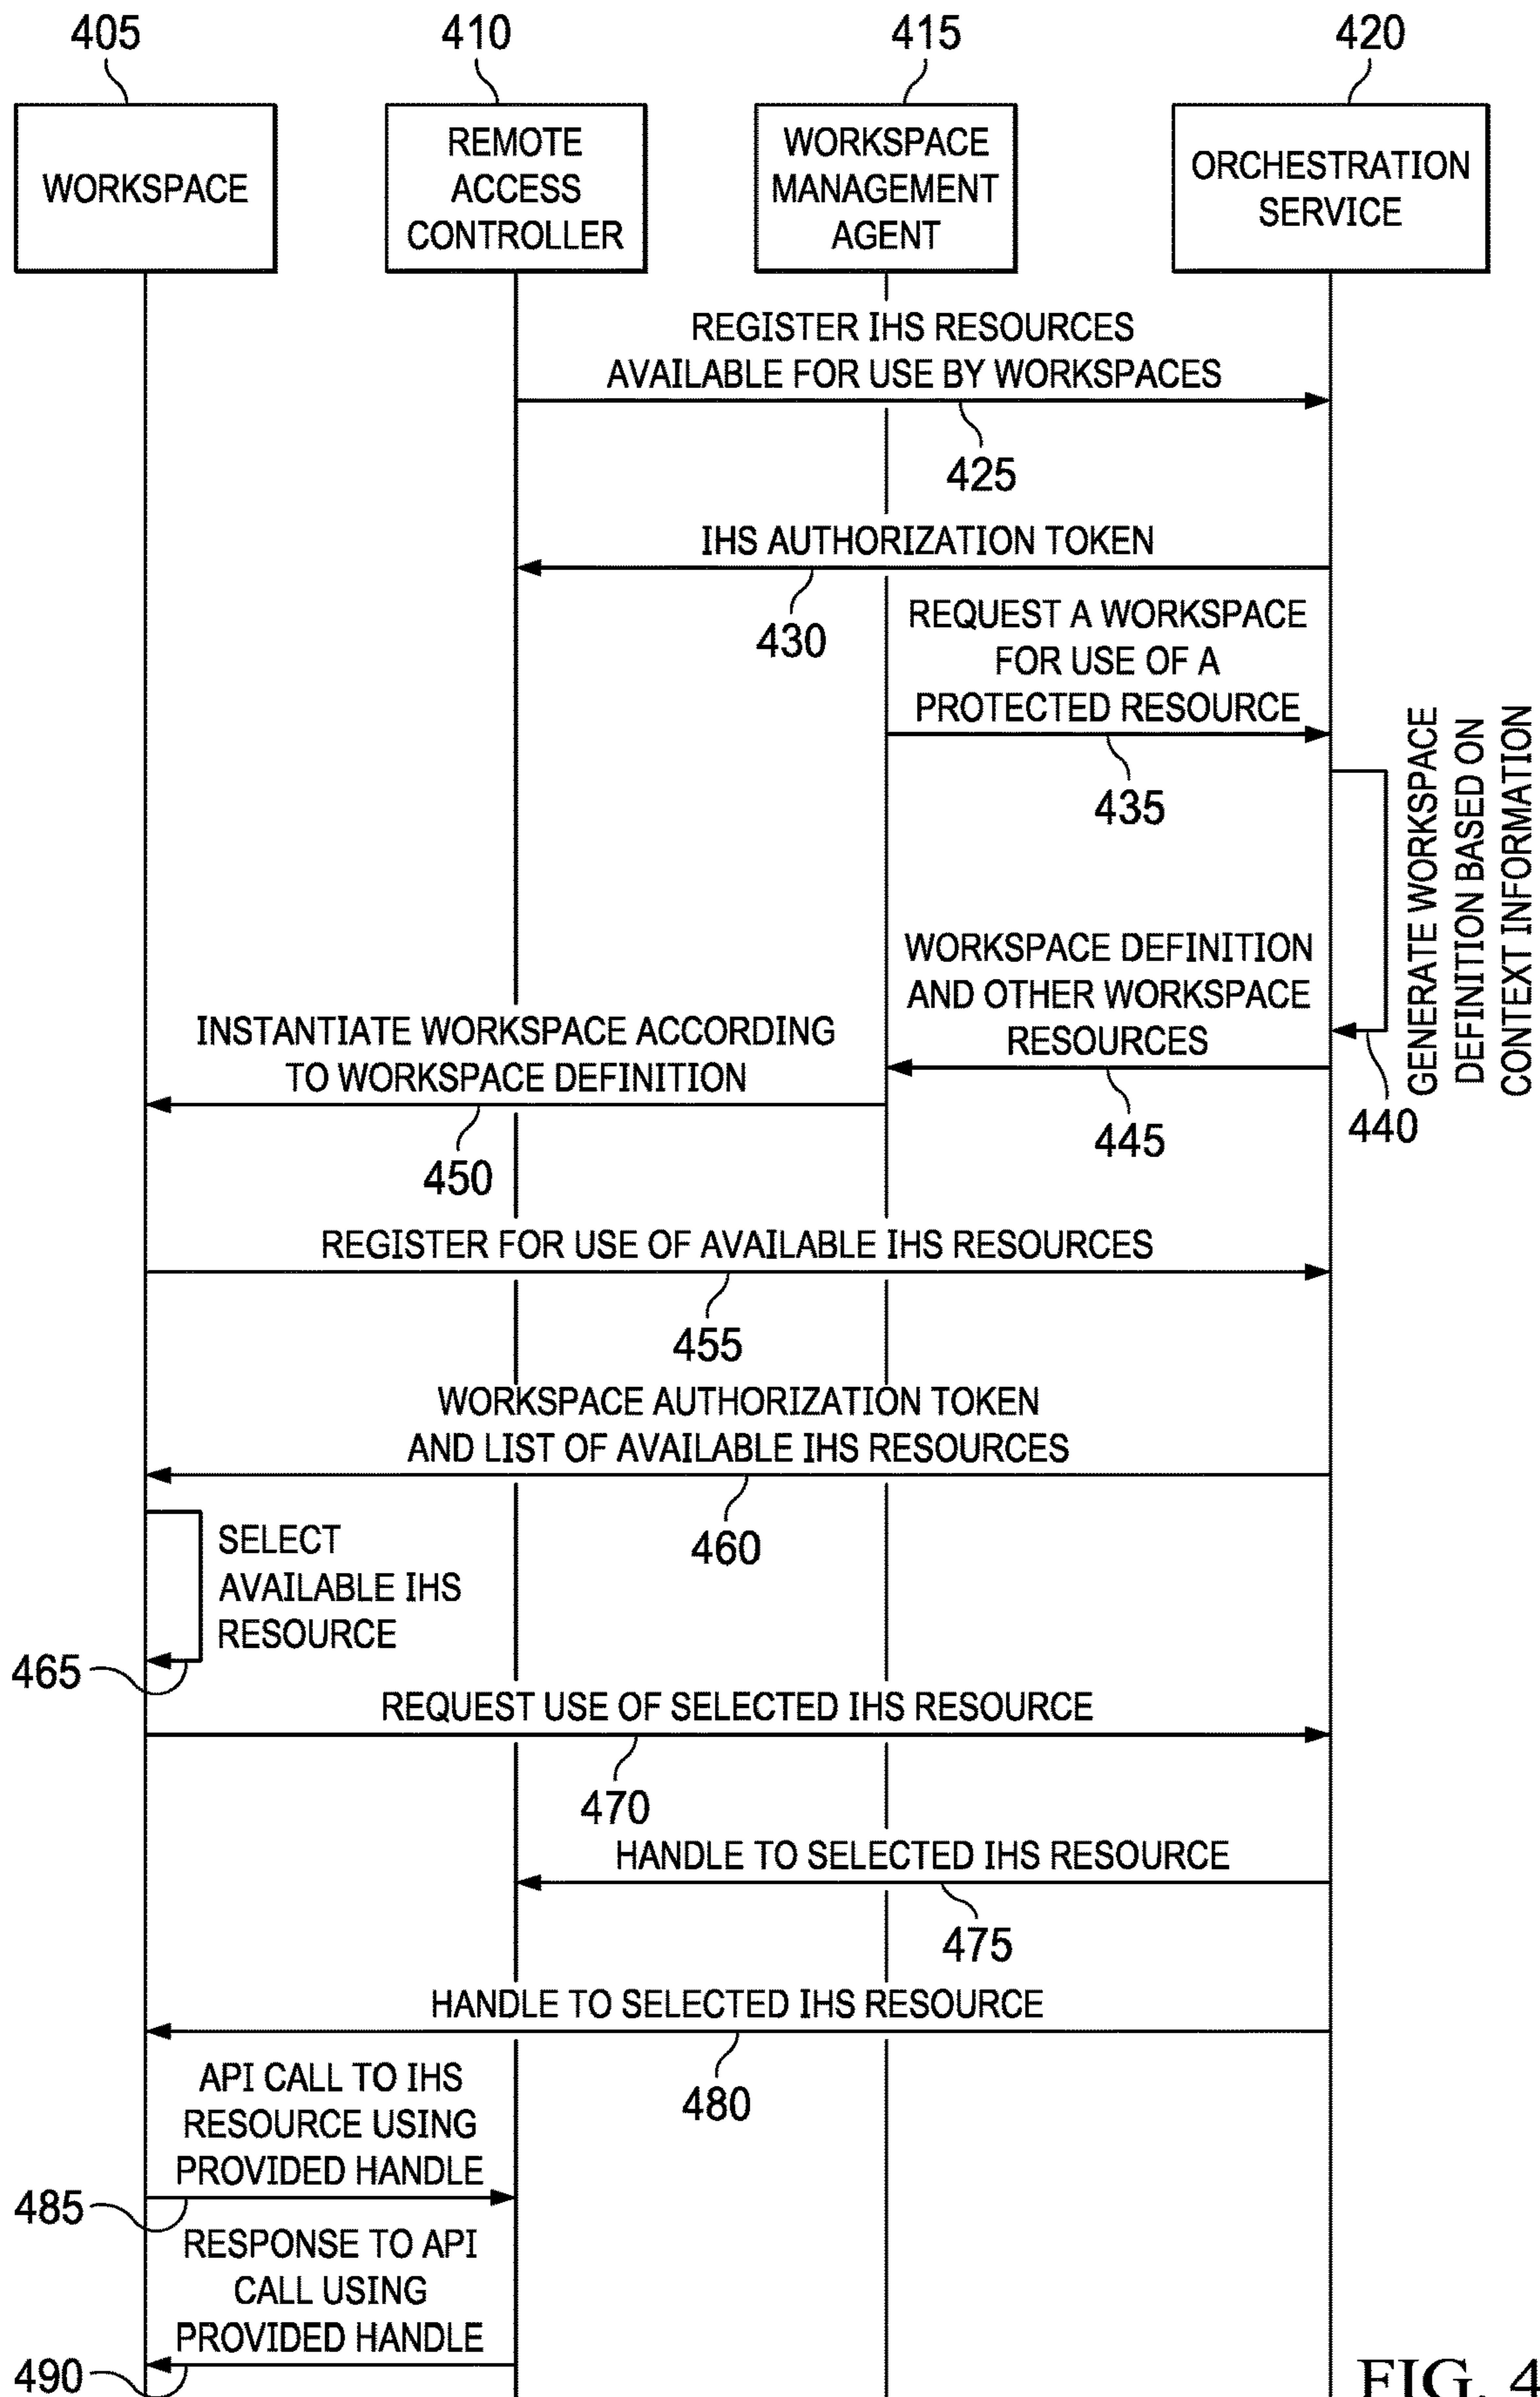 405
410
415
420
WORKSPACE
REMOTE
ACCESS
CONTROLLER
WORKSPACE
MANAGEMENT
AGENT
ORCHESTRATION
SERVICE
REGISTER IHS RESOURCES
AVAILABLE FOR USE BY WORKSPACES
425
IHS AUTHORIZATION TOKEN
430
REQUEST A WORKSPACE
FOR USE OF A
PROTECTED RESOURCE
435
GENERATE WORKSPACE
DEFINITION BASED ON
CONTEXT INFORMATION
440
WORKSPACE DEFINITION
AND OTHER WORKSPACE
RESOURCES
445
INSTANTIATE WORKSPACE ACCORDING
TO WORKSPACE DEFINITION
450
REGISTER FOR USE OF AVAILABLE IHS RESOURCES
455
WORKSPACE AUTHORIZATION TOKEN
AND LIST OF AVAILABLE IHS RESOURCES
460
SELECT
AVAILABLE IHS
RESOURCE
465
REQUEST USE OF SELECTED IHS RESOURCE
470
HANDLE TO SELECTED IHS RESOURCE
475
HANDLE TO SELECTED IHS RESOURCE
480
API CALL TO IHS
RESOURCE USING
PROVIDED HANDLE
485
RESPONSE TO API
CALL USING
PROVIDED HANDLE
490
FIG. 4